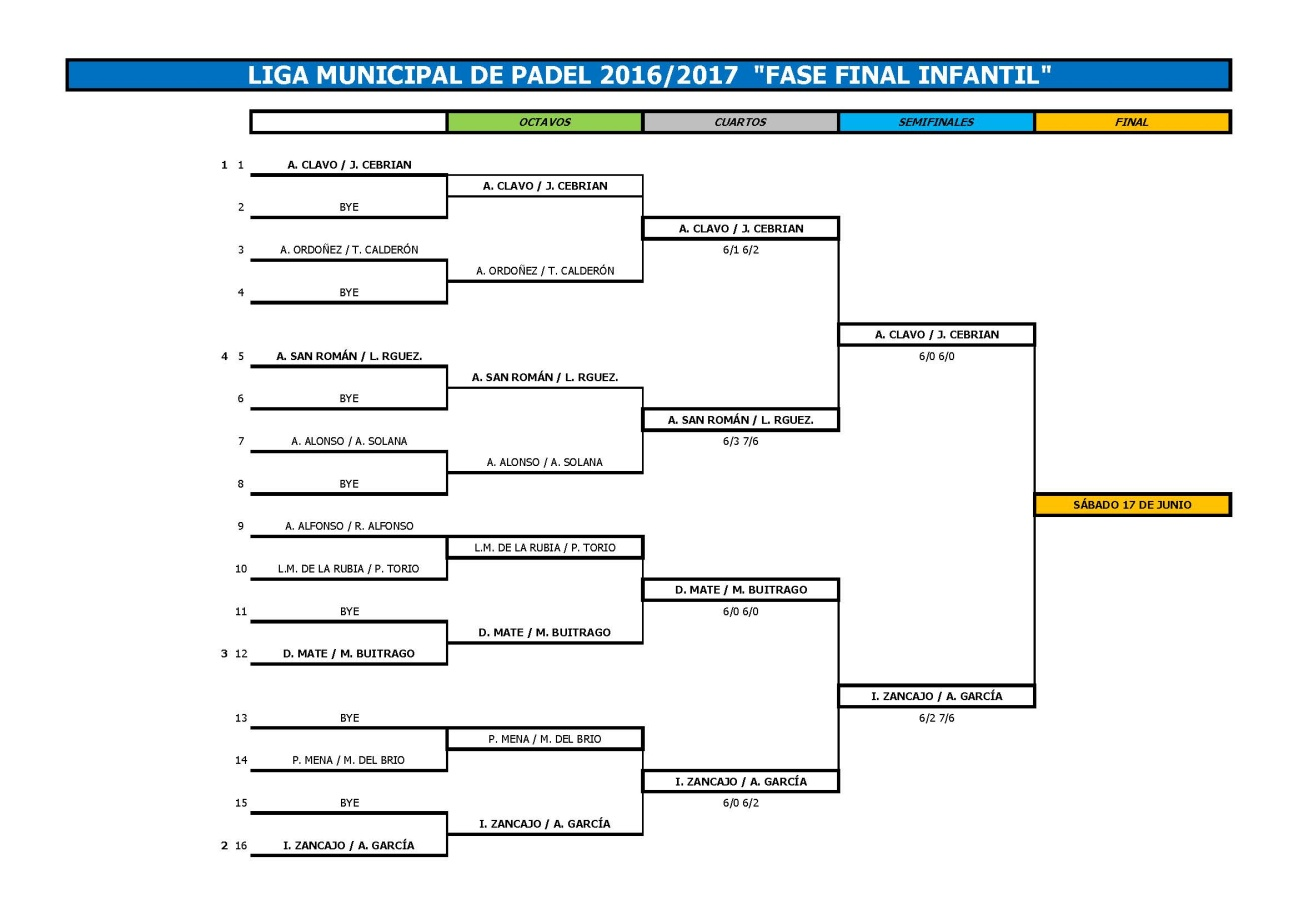 LIGA MUNICIPAL DE PADEL 2016/2017 "FASE FINAL INFANTIL"
OCTAVOS CUARTOS SEMIFINALES FINAL
1 1 A. CLAVO / J. CEBRIAN
A. CLAVO / J. CEBRIAN
2 BYE
A. CLAVO / J. CEBRIAN
3 A. ORDOÑEZ / T. CALDERÓN 6/1 6/2
A. ORDOÑEZ / T. CALDERÓN
4 BYE
A. CLAVO / J. CEBRIAN
4 5 A. SAN ROMÁN / L. RGUEZ. 6/0 6/0
A. SAN ROMÁN / L. RGUEZ.
6 BYE
A. SAN ROMÁN / L. RGUEZ.
7 A. ALONSO / A. SOLANA 6/3 7/6
A. ALONSO / A. SOLANA
8 BYE
SÁBADO 17 DE JUNIO
9 A. ALFONSO / R. ALFONSO
L.M. DE LA RUBIA / P. TORIO
10 L.M. DE LA RUBIA / P. TORIO
D. MATE / M. BUITRAGO
11 BYE 6/0 6/0
D. MATE / M. BUITRAGO
3 12 D. MATE / M. BUITRAGO
I. ZANCAJO / A. GARCÍA
13 BYE 6/2 7/6
P. MENA / M. DEL BRIO
14 P. MENA / M. DEL BRIO
I. ZANCAJO / A. GARCÍA
15 BYE 6/0 6/2
I. ZANCAJO / A. GARCÍA
2 16 I. ZANCAJO / A. GARCÍA